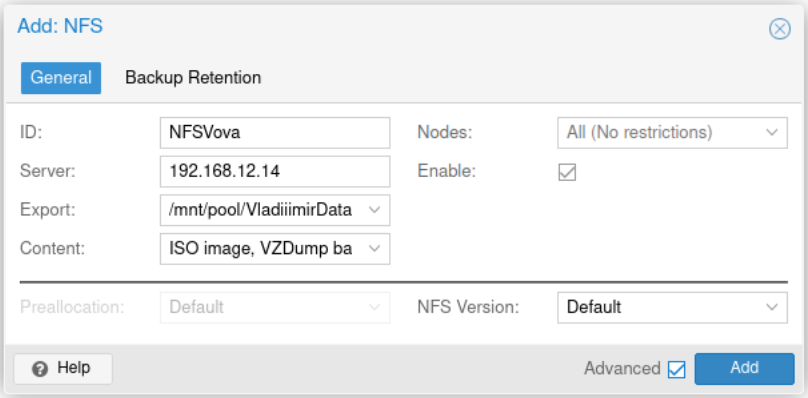 Add: NFS
General Backup Retention
ID: NFSVova Nodes: All (No restrictions)
Server: 192.168.12.14 Enable:
Export: /mnt/pool/VladiiimirData
Content: ISO image, VZDump ba
Preallocation: Default NFS Version: Default
Help Advanced Add